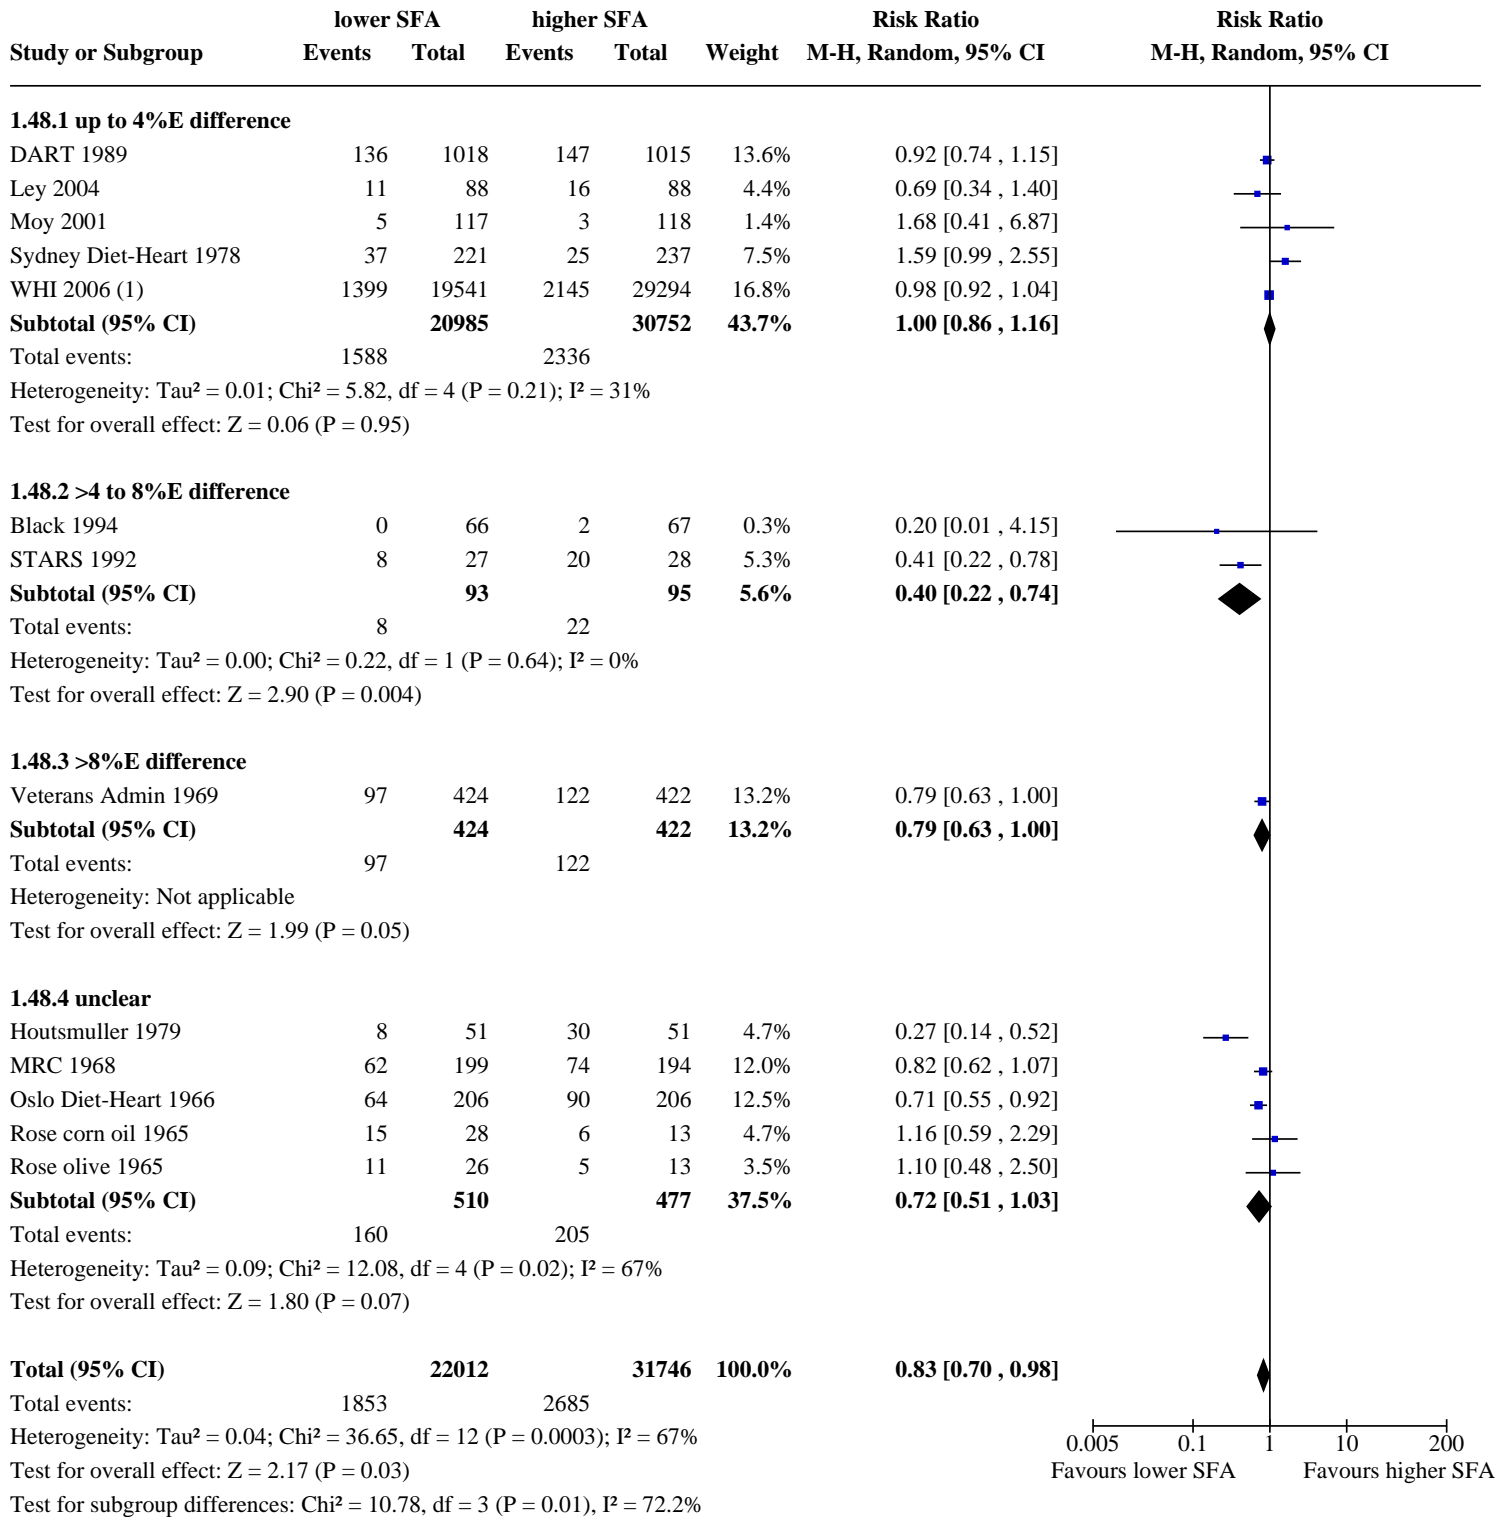 lower SFA higher SFA Risk Ratio Risk Ratio
Study or Subgroup Events Total Events Total Weight M-H, Random, 95% CI M-H, Random, 95% CI
1.48.1 up to 4%E difference
DART 1989 136 1018 147 1015 13.6% 0.92 [0.74 , 1.15]
Ley 2004 11 88 16 88 4.4% 0.69 [0.34 , 1.40]
Moy 2001 5 117 3 118 1.4% 1.68 [0.41 , 6.87]
Sydney Diet-Heart 1978 37 221 25 237 7.5% 1.59 [0.99 , 2.55]
WHI 2006 (1) 1399 19541 2145 29294 16.8% 0.98 [0.92 , 1.04]
Subtotal (95% CI) 20985 30752 43.7% 1.00 [0.86 , 1.16]
Total events: 1588 2336
Heterogeneity: Tau² = 0.01; Chi² = 5.82, df = 4 (P = 0.21); I² = 31%
Test for overall effect: Z = 0.06 (P = 0.95)
1.48.2 >4 to 8%E difference
Black 1994 0 66 2 67 0.3% 0.20 [0.01 , 4.15]
STARS 1992 8 27 20 28 5.3% 0.41 [0.22 , 0.78]
Subtotal (95% CI) 93 95 5.6% 0.40 [0.22 , 0.74]
Total events: 8 22
Heterogeneity: Tau² = 0.00; Chi² = 0.22, df = 1 (P = 0.64); I² = 0%
Test for overall effect: Z = 2.90 (P = 0.004)
1.48.3 >8%E difference
Veterans Admin 1969 97 424 122 422 13.2% 0.79 [0.63 , 1.00]
Subtotal (95% CI) 424 422 13.2% 0.79 [0.63 , 1.00]
Total events: 97 122
Heterogeneity: Not applicable
Test for overall effect: Z = 1.99 (P = 0.05)
1.48.4 unclear
Houtsmuller 1979 8 51 30 51 4.7% 0.27 [0.14 , 0.52]
MRC 1968 62 199 74 194 12.0% 0.82 [0.62 , 1.07]
Oslo Diet-Heart 1966 64 206 90 206 12.5% 0.71 [0.55 , 0.92]
Rose corn oil 1965 15 28 6 13 4.7% 1.16 [0.59 , 2.29]
Rose olive 1965 11 26 5 13 3.5% 1.10 [0.48 , 2.50]
Subtotal (95% CI) 510 477 37.5% 0.72 [0.51 , 1.03]
Total events: 160 205
Heterogeneity: Tau² = 0.09; Chi² = 12.08, df = 4 (P = 0.02); I² = 67%
Test for overall effect: Z = 1.80 (P = 0.07)
Total (95% CI) 22012 31746 100.0% 0.83 [0.70 , 0.98]
Total events: 1853 2685
Heterogeneity: Tau² = 0.04; Chi² = 36.65, df = 12 (P = 0.0003); I² = 67%
0.005 0.1 1 10 200
Test for overall effect: Z = 2.17 (P = 0.03)
Favours lower SFA Favours higher SFA
Test for subgroup differences: Chi² = 10.78, df = 3 (P = 0.01), I² = 72.2%